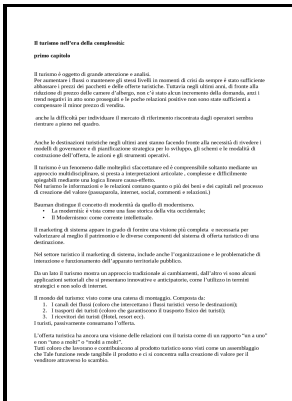 Il turismo nell'era della complessità:
primo capitolo
Il turismo è oggetto di grande attenzione e analisi.
Per aumentare i flussi o mantenere gli stessi livelli in momenti di crisi da sempre è stato sufficiente
abbassare i prezzi dei pacchetti e delle offerte turistiche. Tuttavia negli ultimi anni, di fronte alla
riduzione di prezzo delle camere d'albergo, non c'è stato alcun incremento della domanda, anzi i
trend negativi in atto sono proseguiti e le poche relazioni positive non sono state sufficienti a
compensare il minor prezzo di vendita.
anche la difficoltà per individuare il mercato di riferimento riscontrata dagli operatori sembra
rientrare a pieno nel quadro.
Anche le destinazioni turistiche negli ultimi anni stanno facendo fronte alla necessità di rivedere i
modelli di governance e di pianificazione strategica per lo sviluppo, gli schemi e le modalità di
costruzione dell'offerta, le azioni e gli strumenti operativi.
Il turismo è un fenomeno dalle molteplici sfaccettature ed è comprensibile soltanto mediante un
approccio multidisciplinare, si presta a interpretazioni articolate, complesse e difficilmente
spiegabili mediante una logica lineare causa-effetto.
Nel turismo le informazioni e le relazioni contano quanto o più dei beni e dei capitali nel processo
di creazione del valore (passaparola, internet, social, commenti e relazioni.)
Bauman distingue il concetto di modernità da quello di modernismo.
• La modernità: è vista come una fase storica della vita occidentale;
• Il Modernismo: come corrente intellettuale.
Il marketing di sistema appare in grado di fornire una visione più completa e necessaria per
valorizzare al meglio il patrimonio e le diverse componenti del sistema di offerta turistico di una
destinazione.
Nel settore turistico il marketing di sistema, include anche l'organizzazione e le problematiche di
interazione e funzionamento dell'apparato territoriale pubblico.
Da un lato il turismo mostra un approccio tradizionale ai cambiamenti, dall'altro vi sono alcuni
applicazioni settoriali che si presentano innovative e anticipatorie, come l'utilizzo in termini
strategici e non solo di internet.
Il mondo del turismo: visto come una catena di montaggio. Composta da:
1. I canali dei flussi (coloro che intercettano i flussi turistici verso le destinazioni);
2. I trasporti dei turisti (coloro che garantiscono il trasporto fisico dei turisti);
3. I ricevitori dei turisti (Hotel, resort ecc).
I turisti, passivamente consumano l'offerta.
L'offerta turistica ha ancora una visione delle relazioni con il turista come di un rapporto "un a uno"
e non "uno a molti" o "molti a molti".
Tutti coloro che lavorano e contribuiscono al prodotto turistico sono visti come un assemblaggio
che Tale funzione rende tangibile il prodotto e ci si concentra sulla creazione di valore per il
venditore attraverso lo scambio.